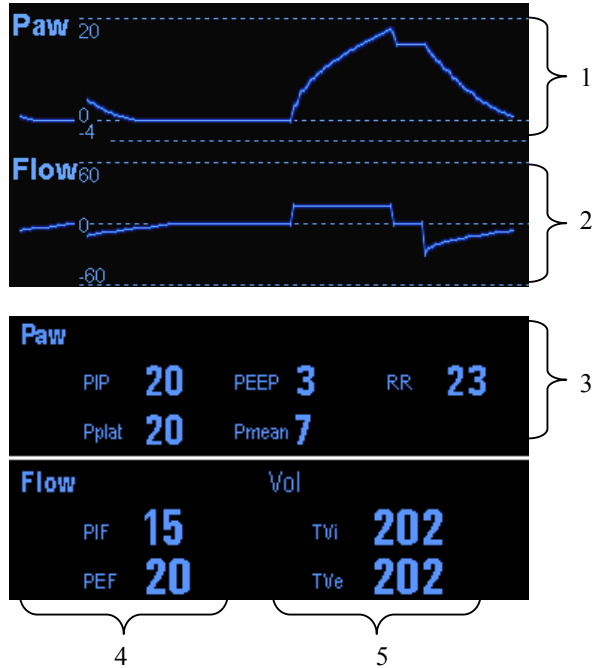 Paw 20
1
0
-4
Flow 60
0
2
-60
Paw
PIP 20 PEEP 3 RR 23
3
Pplat 20 Pmean 7
Flow Vol
PIF 15 TVi 202
PEF 20 TVe 202
4 5